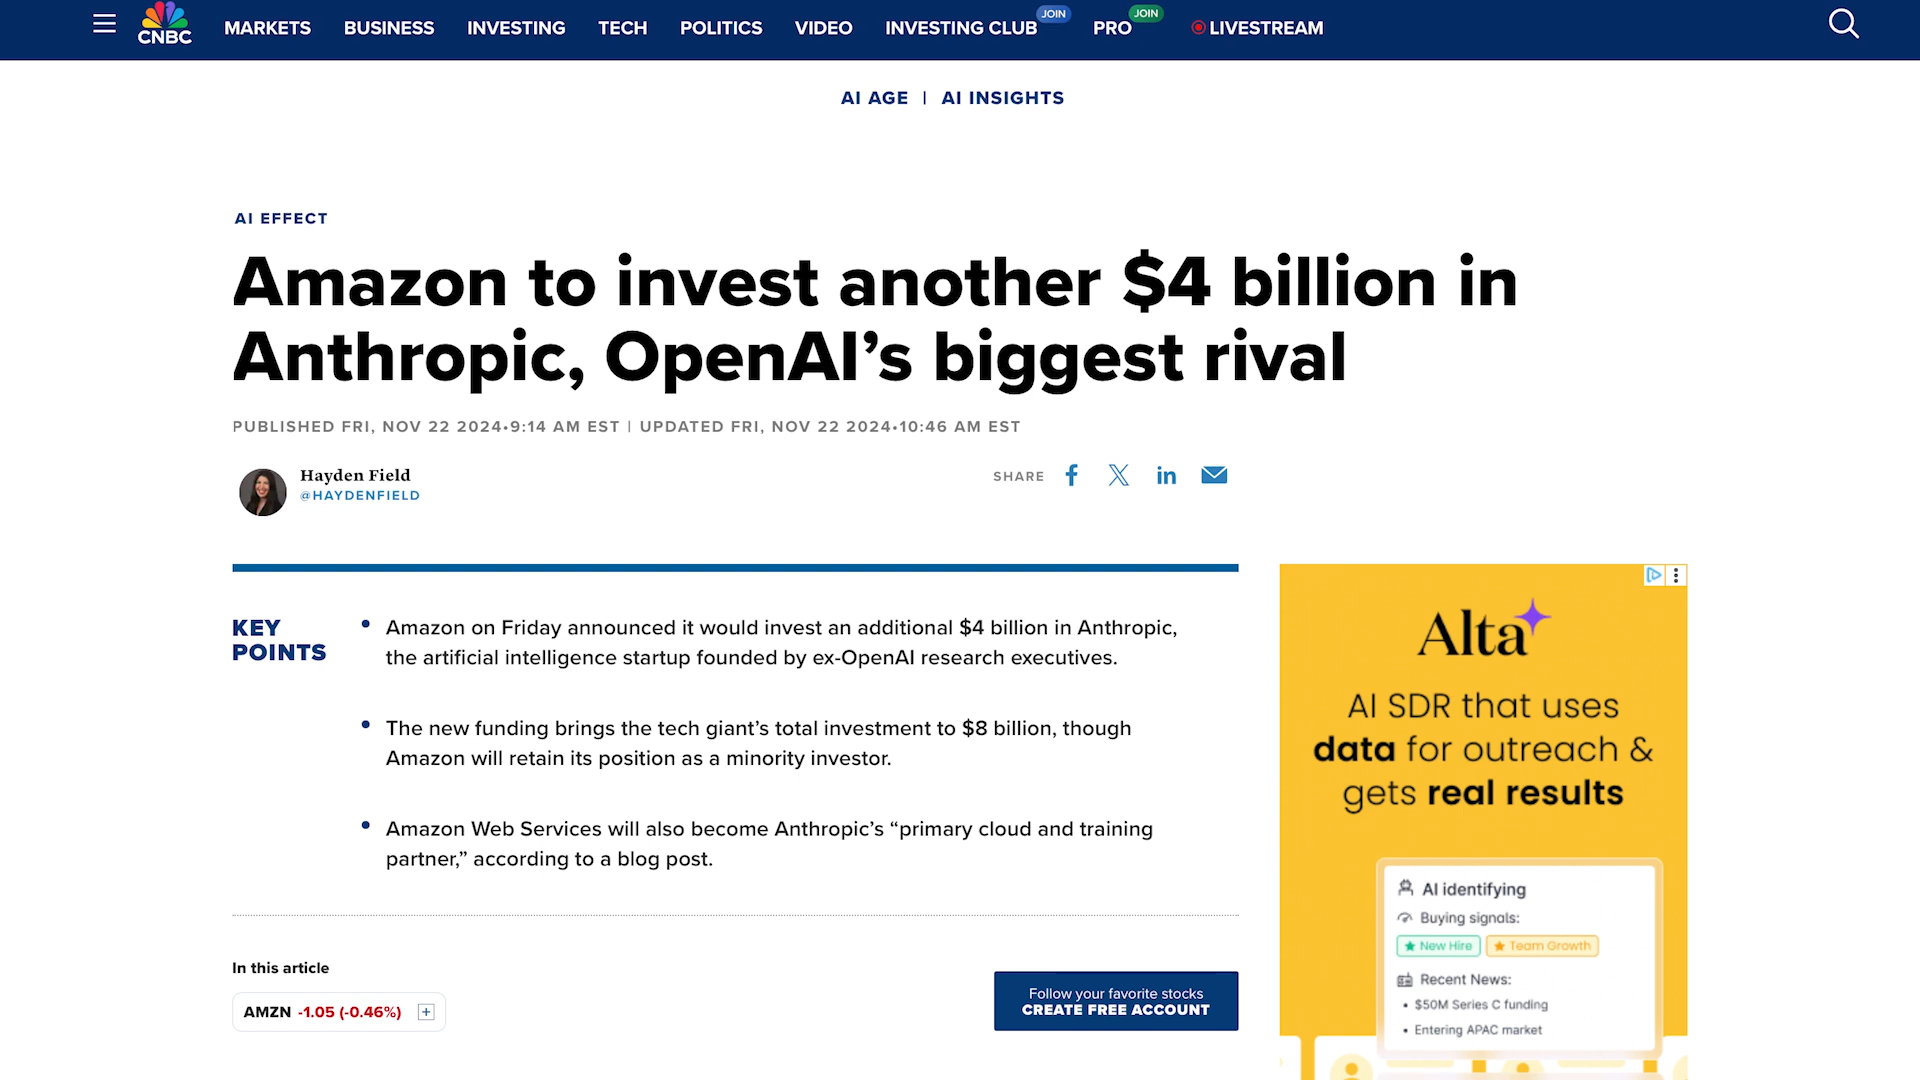 CNBC
MARKETS BUSINESS INVESTING TECH POLITICS VIDEO INVESTING CLUB JOIN PRO JOIN LIVESTREAM
AI AGE | AI INSIGHTS
AI EFFECT
Amazon to invest another $4 billion in
Anthropic, OpenAI’s biggest rival
PUBLISHED FRI, NOV 22 2024•9:14 AM EST | UPDATED FRI, NOV 22 2024•10:46 AM EST
Hayden Field
@HAYDENFIELD
SHARE
KEY
POINTS
• Amazon on Friday announced it would invest an additional $4 billion in Anthropic,
the artificial intelligence startup founded by ex-OpenAI research executives.
• The new funding brings the tech giant’s total investment to $8 billion, though
Amazon will retain its position as a minority investor.
• Amazon Web Services will also become Anthropic’s “primary cloud and training
partner,” according to a blog post.
In this article
AMZN -1.05 (-0.46%) +
Follow your favorite stocks
CREATE FREE ACCOUNT
Alta
AI SDR that uses
data for outreach &
gets real results
AI identifying
Buying signals:
New Hire Team Growth
Recent News:
• $50M Series C funding
• Entering APAC market